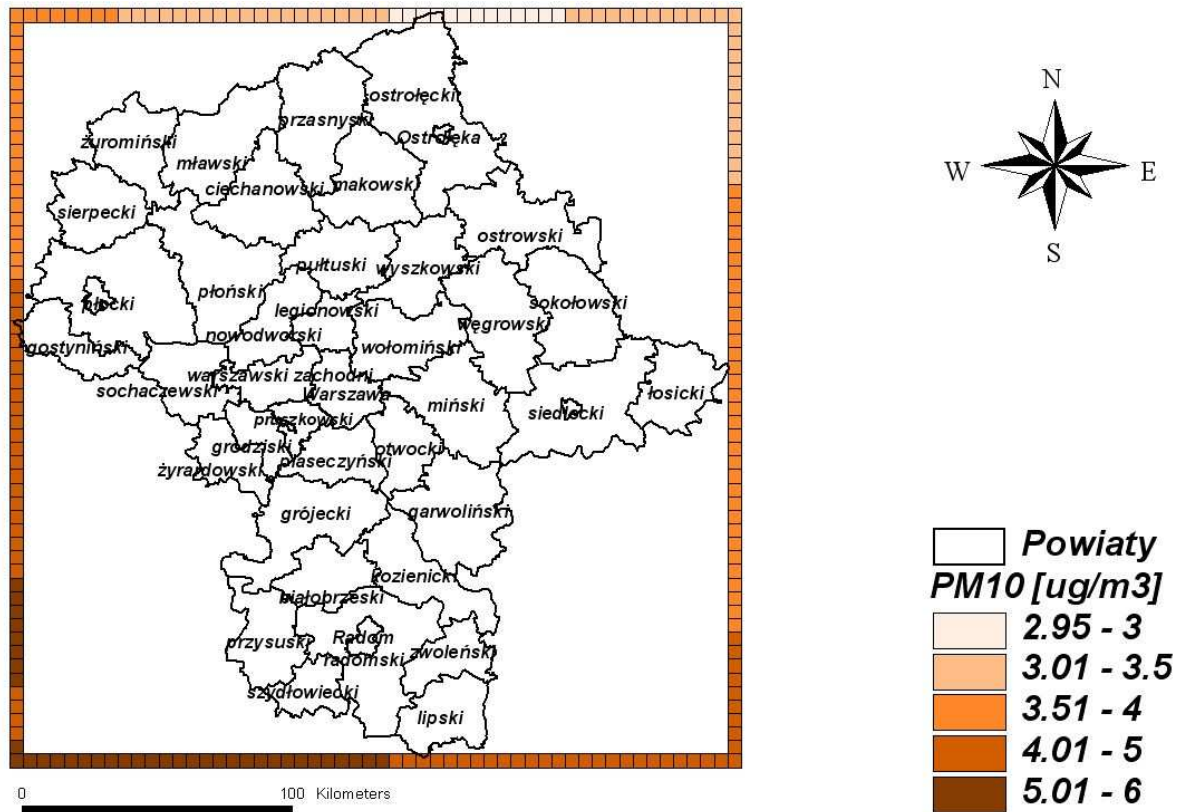 ostrołęcki
przasnyski
Ostrołęka
żuromiński
mławski
ciechanowski
makowski
sierpecki
ostrowski
pułtuski
wyszkowski
płoński
płocki
sokołowski
legionowski
węgrowski
nowodworski
gostyniński
wołomiński
warszawski zachodni
sochaczewski
Warszawa
łosicki
miński
siedlecki
pruszkowski
grodziski
otwocki
piaseczyński
żyrardowski
grójecki
garwoliński
kozienicki
białobrzeski
przysuski
Radom
zwoleński
radomski
szydłowiecki
lipski
N
W
E
S
Powiaty
PM10 [ug/m3]
2.95 - 3
3.01 - 3.5
3.51 - 4
4.01 - 5
5.01 - 6
0 100 Kilometers